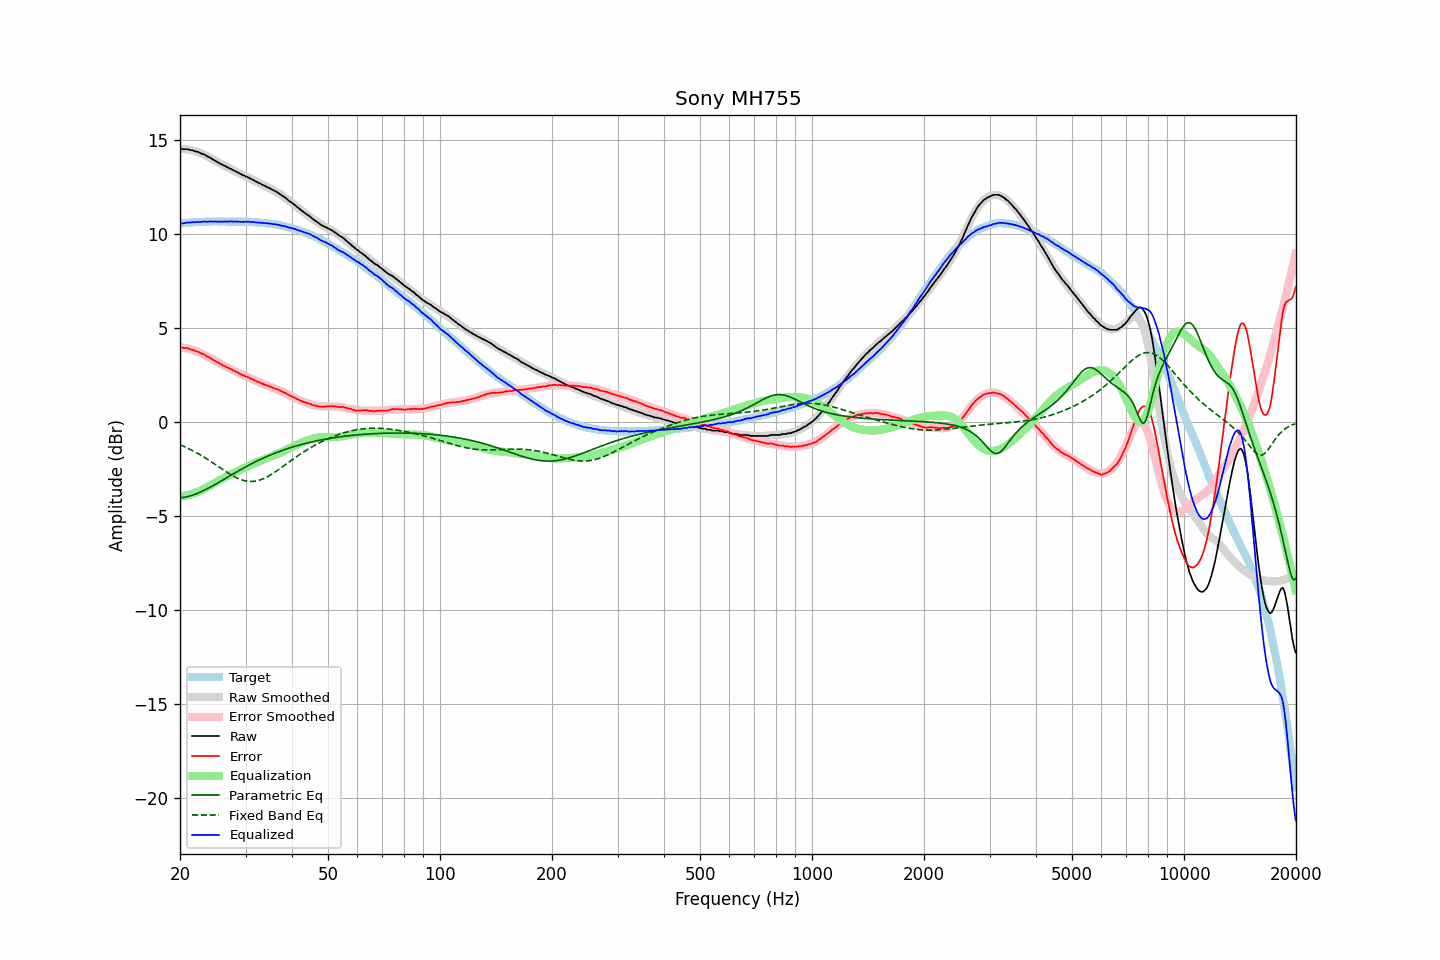 Sony MH755
Amplitude (dBr)
15
10
5
0
−5
−10
−15
−20
Target
Raw Smoothed
Error Smoothed
Raw
Error
Equalization
Parametric Eq
Fixed Band Eq
Equalized
20 50 100 200 500 1000 2000 5000 10000 20000
Frequency (Hz)